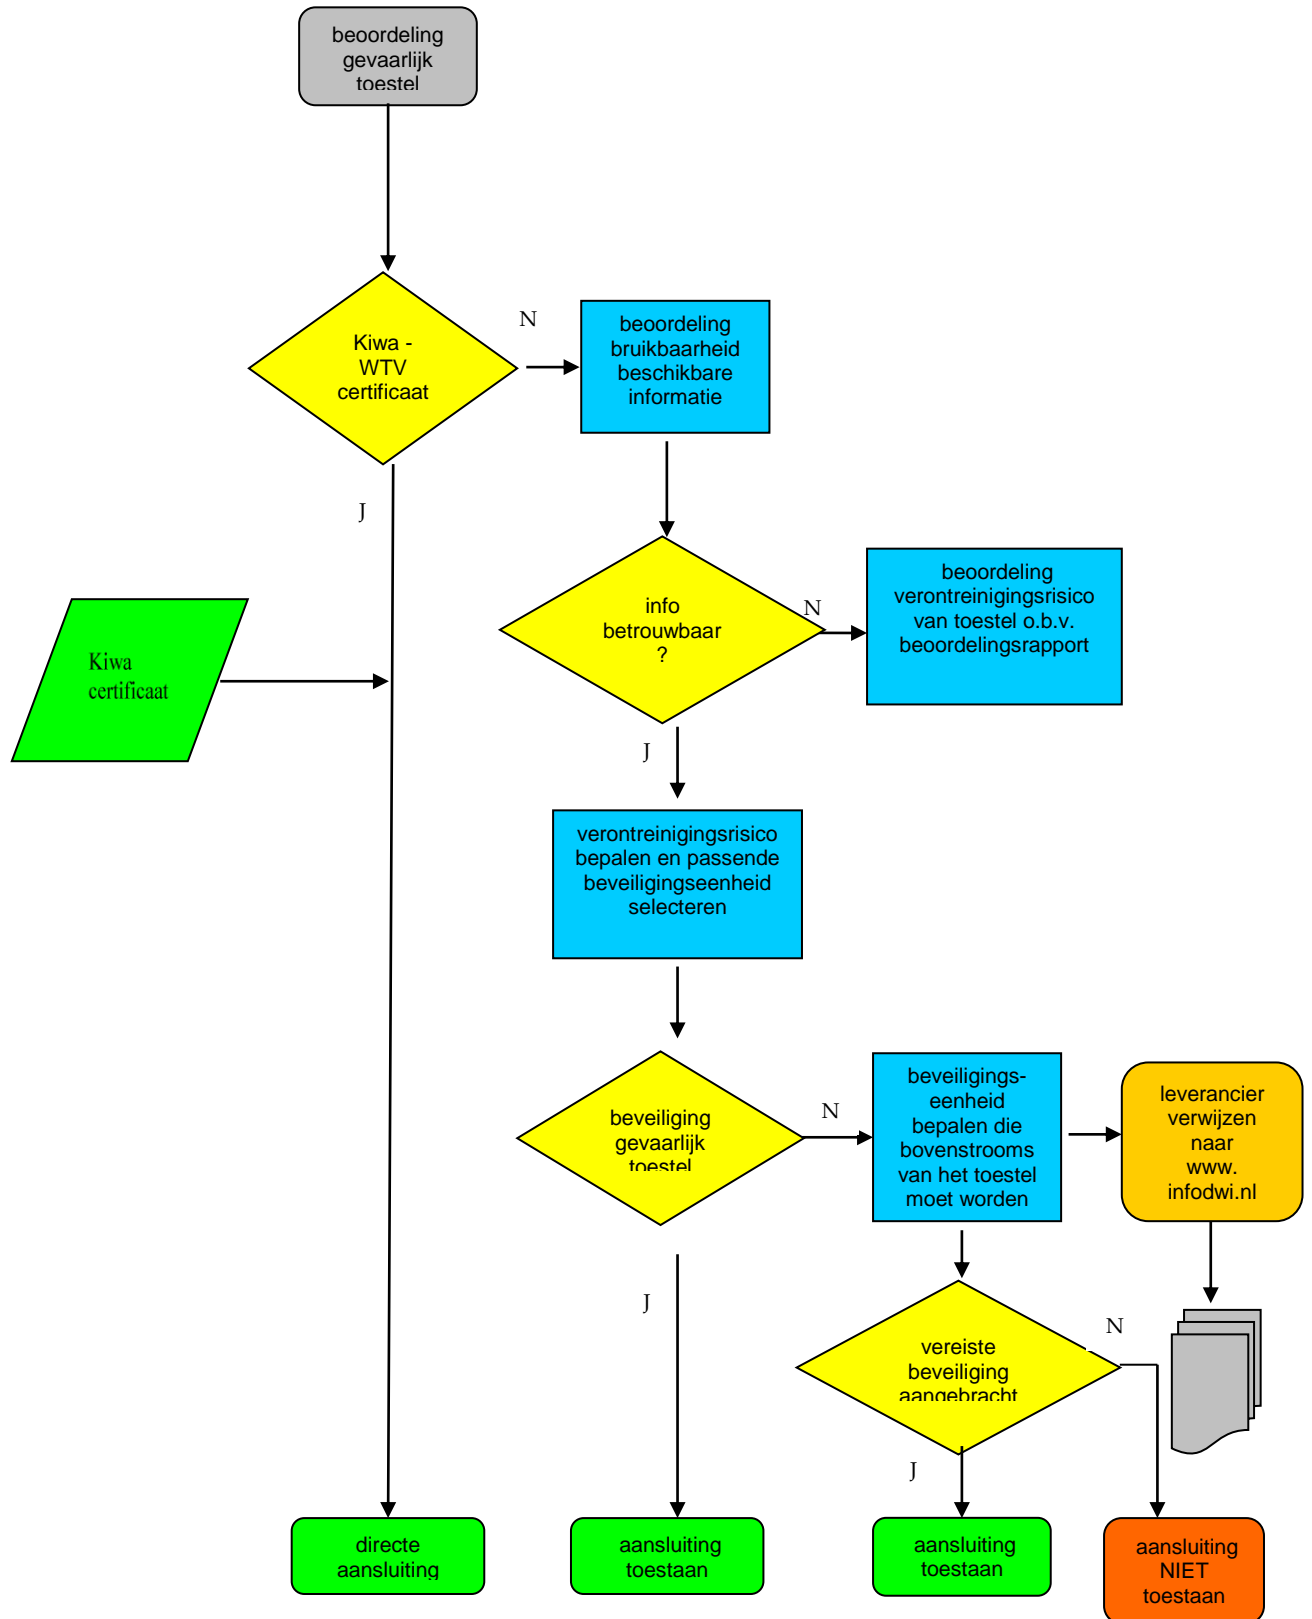 beoordeling
gevaarlijk
toestel
Kiwa -
WTV
certificaat
N
beoordeling
bruikbaarheid
beschikbare
informatie
J
Kiwa
certificaat
info
betrouwbaar
?
N
beoordeling
verontreinigingsrisico
van toestel o.b.v.
beoordelingsrapport
J
verontreinigingsrisico
bepalen en passende
beveiligingseenheid
selecteren
beveiliging
gevaarlijk
toestel
N
beveiligings-
eenheid
bepalen die
bovenstrooms
van het toestel
moet worden
leverancier
verwijzen
naar
www.
infodwi.nl
J
vereiste
beveiliging
aangebracht
N
J
directe
aansluiting
aansluiting
toestaan
aansluiting
toestaan
aansluiting
NIET
toestaan